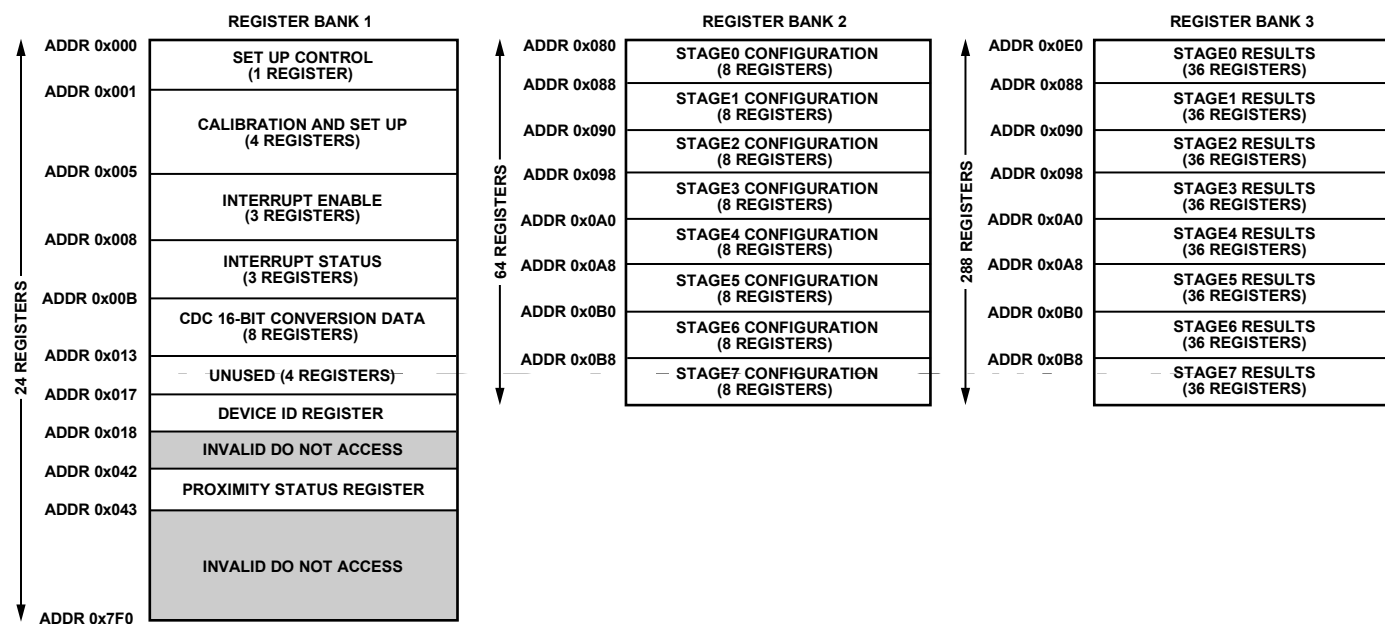 REGISTER BANK 1
ADDR 0x000
SET UP CONTROL
(1 REGISTER)
ADDR 0x001
CALIBRATION AND SET UP
(4 REGISTERS)
ADDR 0x005
INTERRUPT ENABLE
(3 REGISTERS)
ADDR 0x008
INTERRUPT STATUS
(3 REGISTERS)
ADDR 0x00B
CDC 16-BIT CONVERSION DATA
(8 REGISTERS)
ADDR 0x013
UNUSED (4 REGISTERS)
ADDR 0x017
DEVICE ID REGISTER
ADDR 0x018
INVALID DO NOT ACCESS
ADDR 0x042
PROXIMITY STATUS REGISTER
ADDR 0x043
INVALID DO NOT ACCESS
ADDR 0x7F0
24 REGISTERS
REGISTER BANK 2
ADDR 0x080
STAGE0 CONFIGURATION
(8 REGISTERS)
ADDR 0x088
STAGE1 CONFIGURATION
(8 REGISTERS)
ADDR 0x090
STAGE2 CONFIGURATION
(8 REGISTERS)
ADDR 0x098
STAGE3 CONFIGURATION
(8 REGISTERS)
ADDR 0x0A0
STAGE4 CONFIGURATION
(8 REGISTERS)
ADDR 0x0A8
STAGE5 CONFIGURATION
(8 REGISTERS)
ADDR 0x0B0
STAGE6 CONFIGURATION
(8 REGISTERS)
ADDR 0x0B8
STAGE7 CONFIGURATION
(8 REGISTERS)
64 REGISTERS
REGISTER BANK 3
ADDR 0x0E0
STAGE0 RESULTS
(36 REGISTERS)
ADDR 0x088
STAGE1 RESULTS
(36 REGISTERS)
ADDR 0x090
STAGE2 RESULTS
(36 REGISTERS)
ADDR 0x098
STAGE3 RESULTS
(36 REGISTERS)
ADDR 0x0A0
STAGE4 RESULTS
(36 REGISTERS)
ADDR 0x0A8
STAGE5 RESULTS
(36 REGISTERS)
ADDR 0x0B0
STAGE6 RESULTS
(36 REGISTERS)
ADDR 0x0B8
STAGE7 RESULTS
(36 REGISTERS)
288 REGISTERS